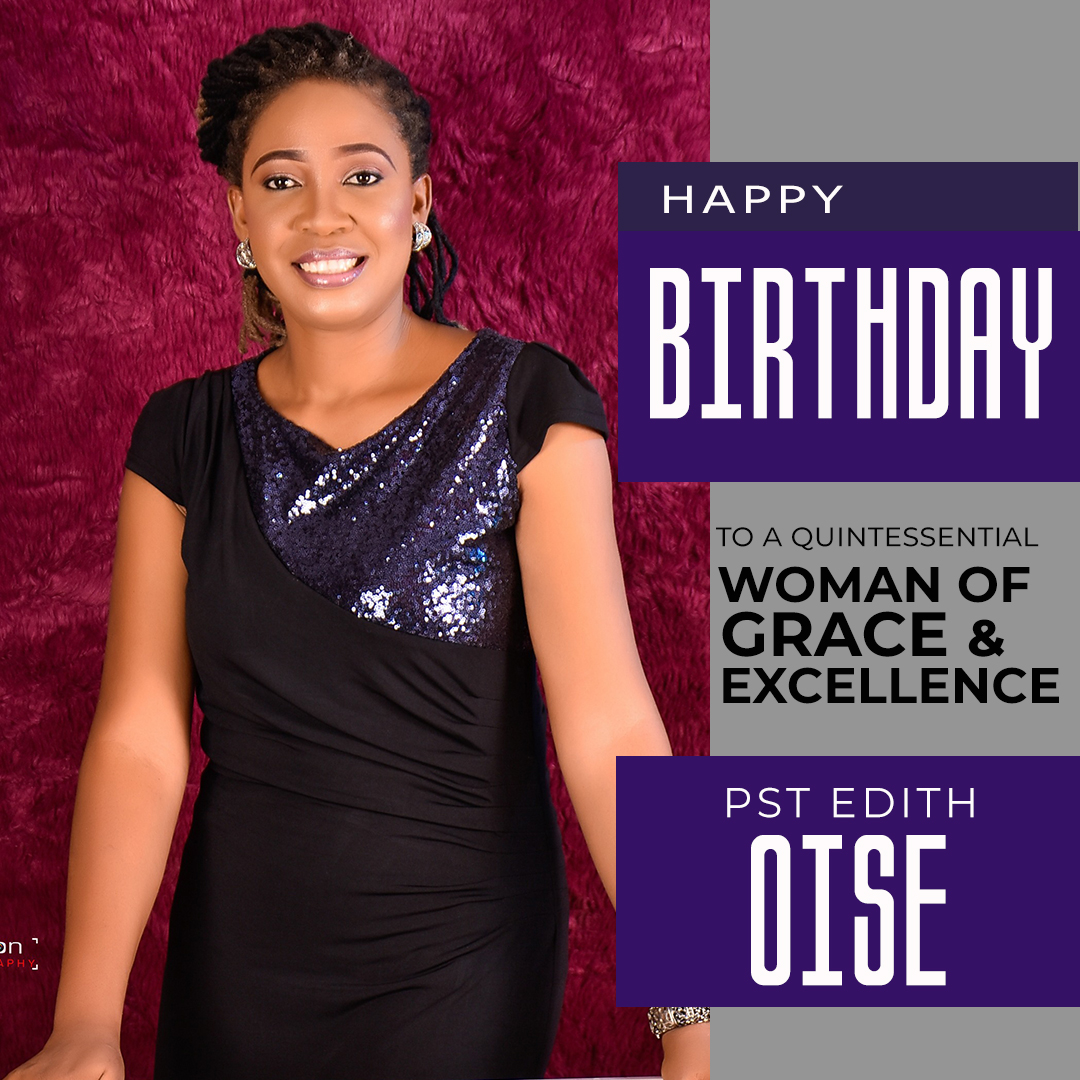 HAPPY
BIRTHDAY
TO A QUINTESSENTIAL
WOMAN OF
GRACE &
EXCELLENCE
PST EDITH
OISE